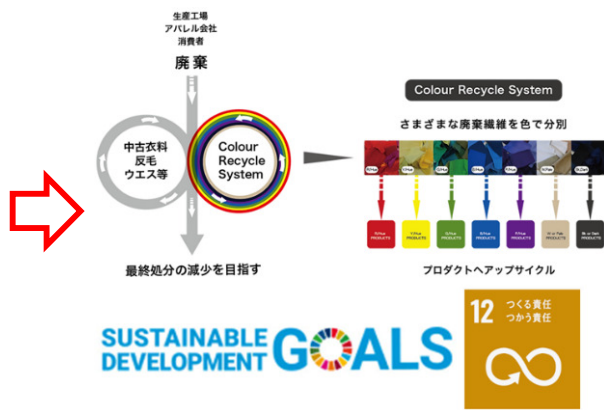 生産工場
アパレル会社
消費者
廃棄
中古衣料
反毛
ウエス等
Colour
Recycle
System
最終処分の減少を目指す
Colour Recycle System
さまざまな廃棄繊維を色で分別
プロダクトへアップサイクル
SUSTAINABLE
DEVELOPMENT
GOALS
12 つくる責任
つかう責任